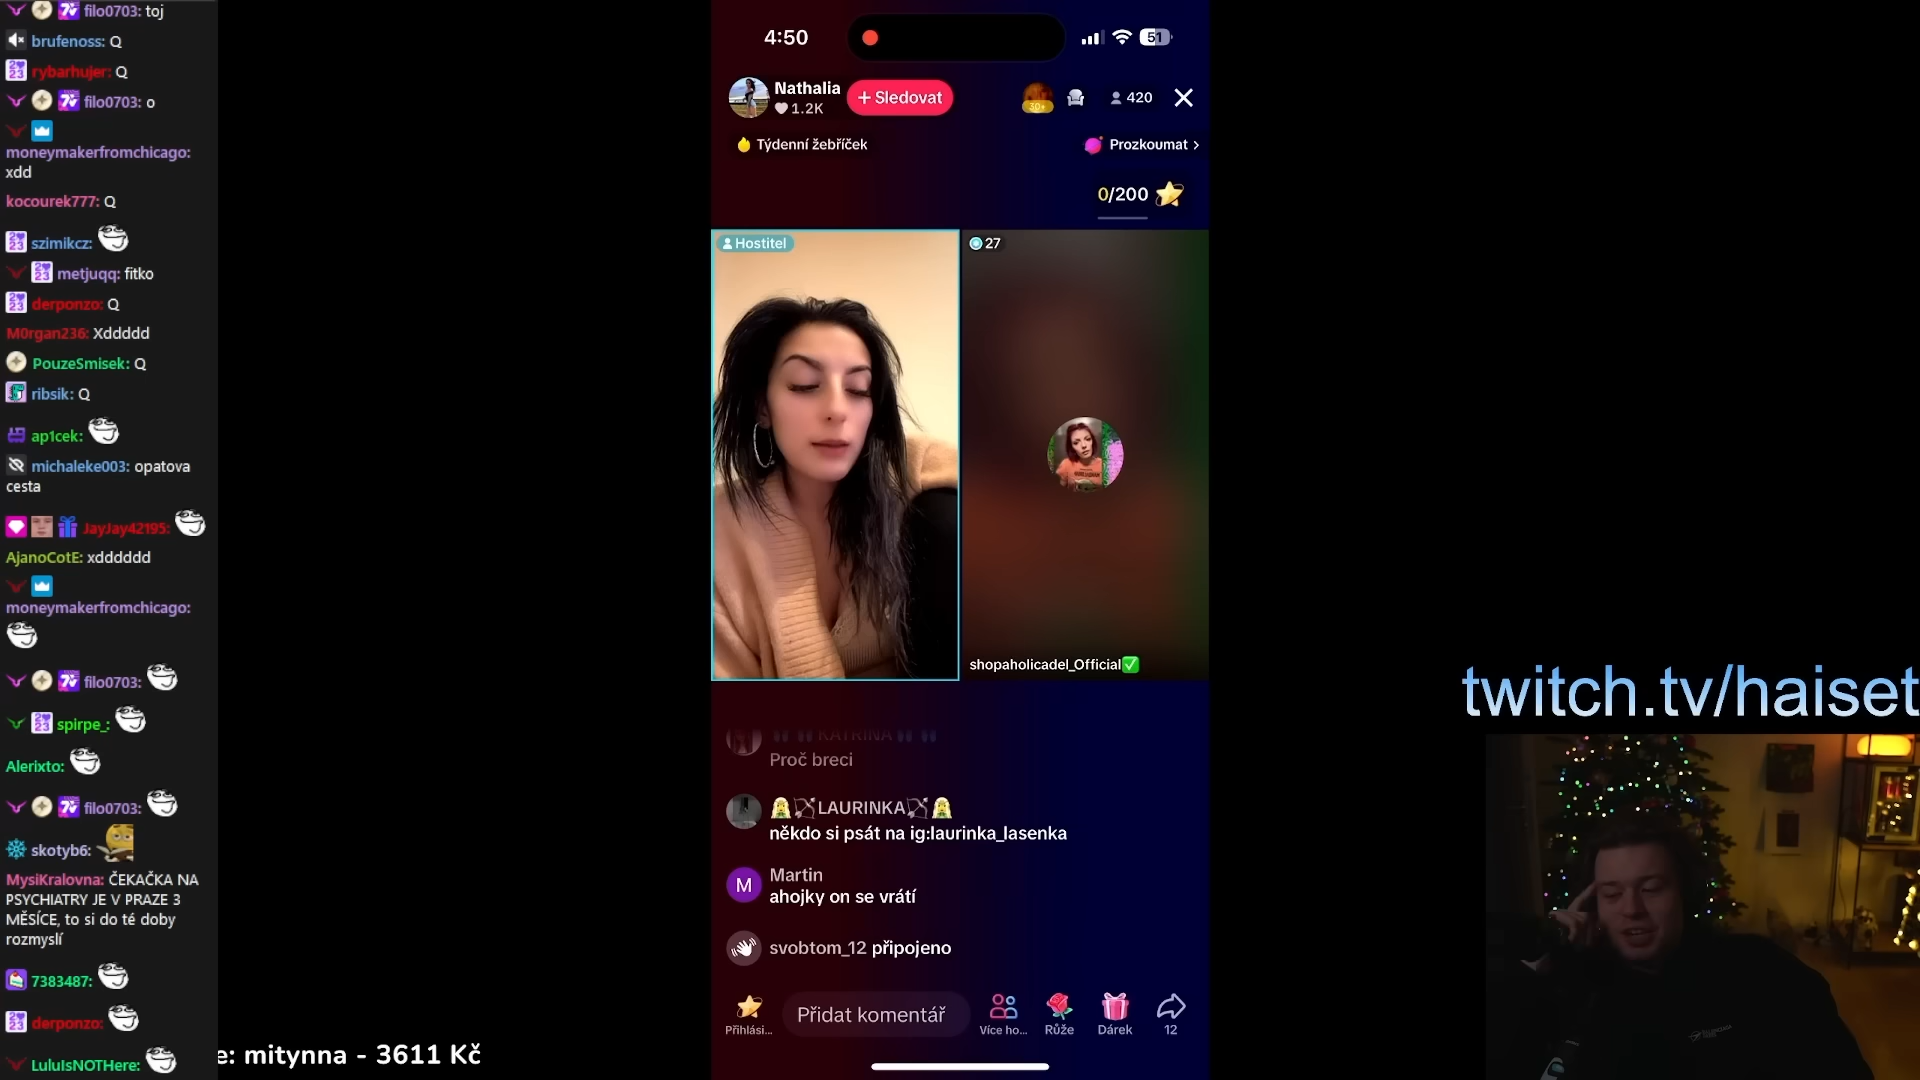 filo0703: toj
brufenoss: Q
rybarhujer: Q
filo0703: o
moneymakerfromchicago:
xdd
kocourek777: Q
szimikcz:
metjuqq: fitko
derponzo: Q
M0rgan236: Xddddd
PouzeSmisek: Q
ribsik: Q
ap1cek:
michaleke003: opatova
cesta
JayJay42195:
AjanoCotE: xdddddd
moneymakerfromchicago:
filo0703:
spirpe_:
Alerixto:
filo0703:
skotyb6:
MysiKralovna: ČEKAČKA NA
PSYCHIATRY JE V PRAZE 3
MĚSÍCE, to si do té doby
rozmyslí
7383487:
derponzo:
LuluIsNOTHere:
e: mitynna - 3611 Kč
4:50
51
Nathalia
1.2K
+ Sledovat
30+
420
Týdenní žebříček
Prozkoumat >
0/200
Hostitel
27
shopaholicadel_Official✅
KATRINA
Proč breci
LAURINKA
někdo si psát na ig:laurinka_lasenka
M
Martin
ahojky on se vrátí
svobtom_12 připojeno
Přihlási...
Přidat komentář
Více ho...
Růže
Dárek
12
twitch.tv/haiset